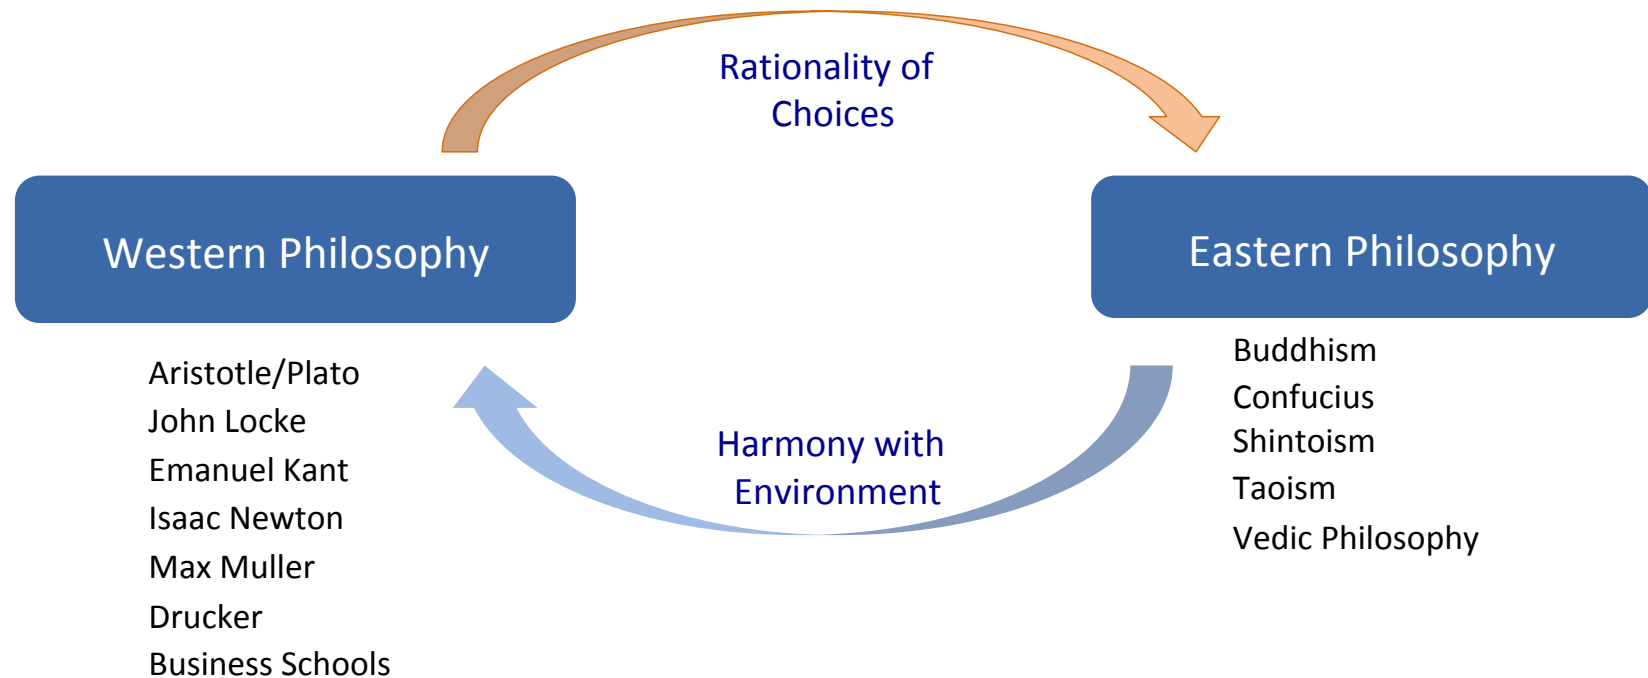 Rationality of
Choices
Western Philosophy
Eastern Philosophy
Aristotle/Plato
John Locke
Emanuel Kant
Isaac Newton
Max Muller
Drucker
Business Schools
Harmony with
Environment
Buddhism
Confucius
Shintoism
Taoism
Vedic Philosophy